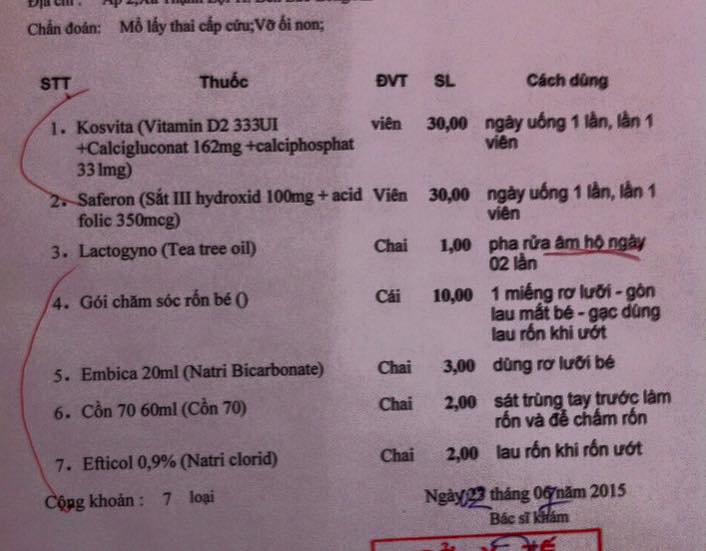 Chẩn đoán: Mổ lấy thai cấp cứu;Vỡ ối non;
STT Thuốc ĐVT SL Cách dùng
1. Kosvita (Vitamin D2 333UI viên 30,00 ngày uống 1 lần, lần 1
+Calcigluconat 162mg +calciphosphat viên
331mg)
2. Saferon (Sắt III hydroxid 100mg + acid Viên 30,00 ngày uống 1 lần, lần 1
folic 350mcg) viên
3. Lactogyno (Tea tree oil) Chai 1,00 pha rửa âm hộ ngày
02 lần
4. Gói chăm sóc rốn bé () Cái 10,00 1 miếng rơ lưỡi - gòn
lau mắt bé - gạc dùng
lau rốn khi ướt
5. Embica 20ml (Natri Bicarbonate) Chai 3,00 dùng rơ lưỡi bé
6. Cồn 70 60ml (Cồn 70) Chai 2,00 sát trùng tay trước làm
rốn và để chấm rốn
7. Efticol 0,9% (Natri clorid) Chai 2,00 lau rốn khi rốn ướt
Cộng khoản : 7 loại
Ngày 23 tháng 06 năm 2015
Bác sĩ khám